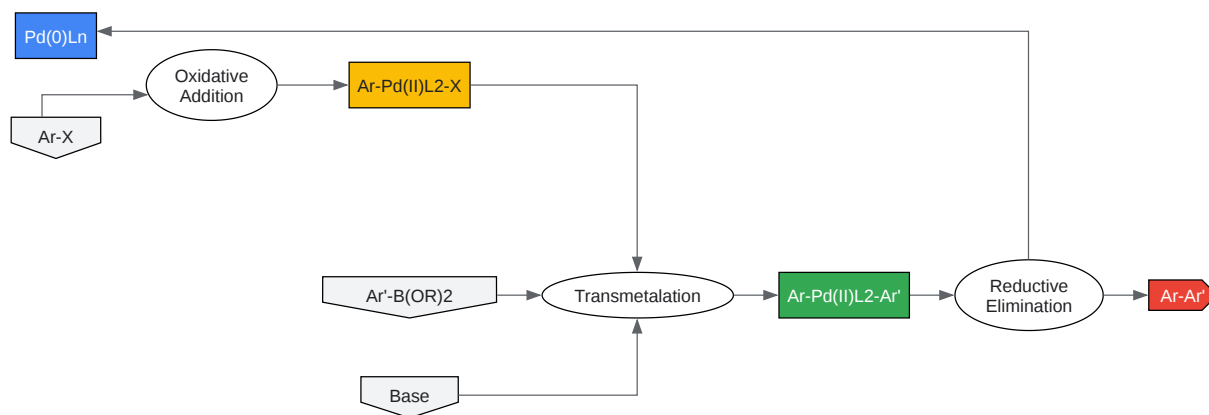 Pd(0)Ln
Oxidative
Addition
Ar-Pd(II)L2-X
Ar-X
Ar'-B(OR)2
Transmetalation
Ar-Pd(II)L2-Ar'
Reductive
Elimination
Ar-Ar'
Base